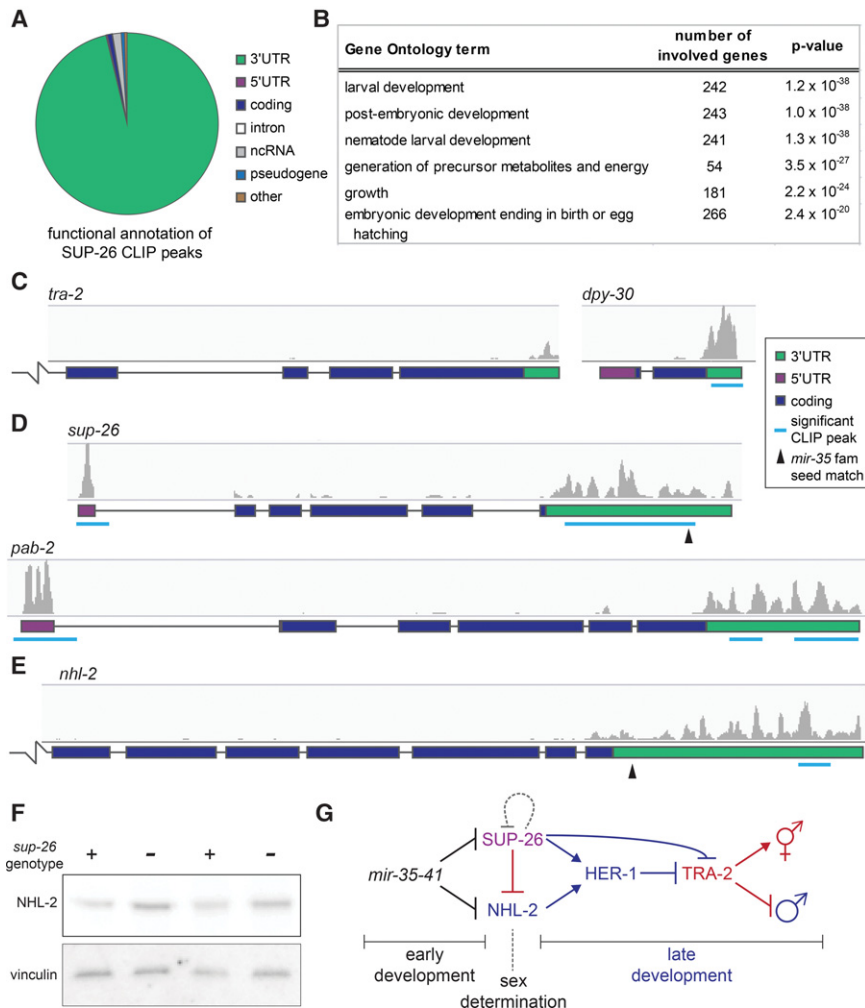 A
3'UTR
5'UTR
coding
intron
ncRNA
pseudogene
other
functional annotation of
SUP-26 CLIP peaks
B
Gene Ontology term number of involved genes p-value
larval development 242 1.2 x 10-38
post-embryonic development 243 1.0 x 10-38
nematode larval development 241 1.3 x 10-38
generation of precursor metabolites and energy 54 3.5 x 10-27
growth 181 2.2 x 10-24
embryonic development ending in birth or egg 266 2.4 x 10-20
hatching
C
tra-2
dpy-30
3'UTR
5'UTR
coding
significant
CLIP peak
mir-35 fam
seed match
D
sup-26
pab-2
E
nhl-2
F
sup-26
genotype
+ - + -
NHL-2
vinculin
G
SUP-26
mir-35-41
HER-1
TRA-2
NHL-2
early
development
sex
determination
late
development